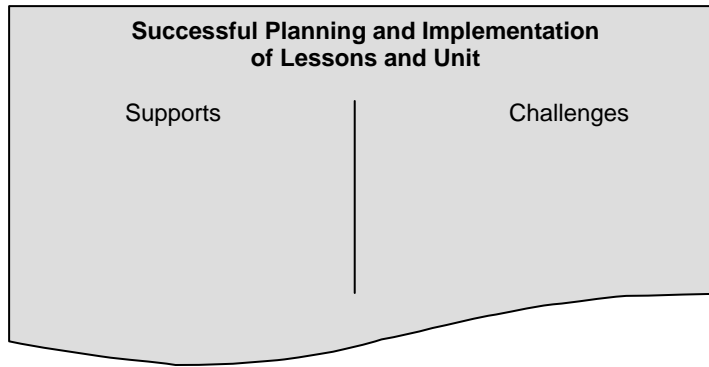 Successful Planning and Implementation
of Lessons and Unit
Supports
Challenges